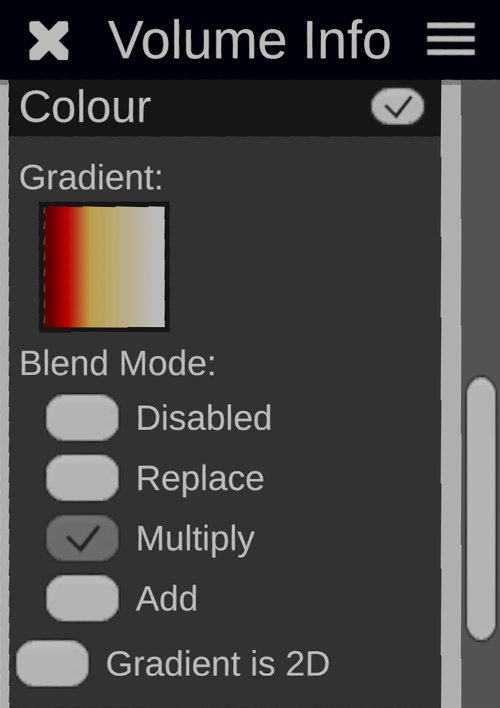 Volume Info
Colour
Gradient:
Blend Mode:
Disabled
Replace
Multiply
Add
Gradient is 2D